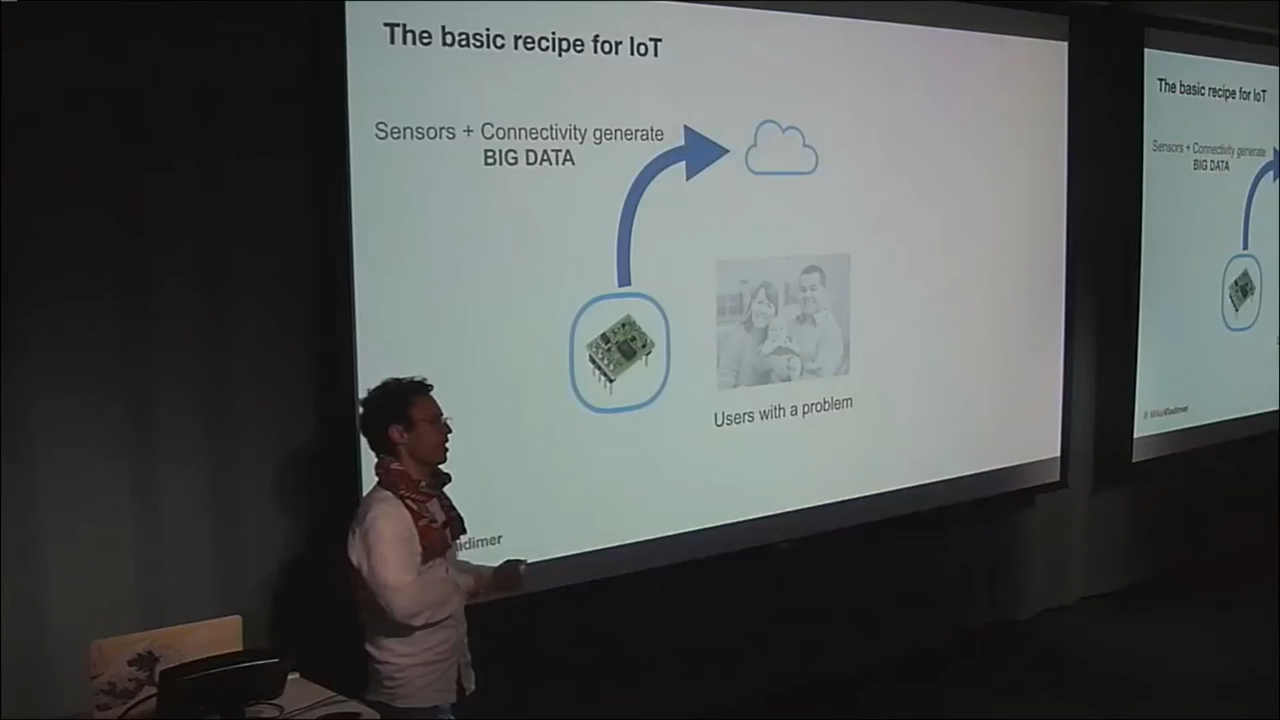 The basic recipe for IoT
Sensors + Connectivity generate
BIG DATA
Users with a problem
The basic recipe for IoT
Sensors + Connectivity generate
BIG DATA
MikeVladimer